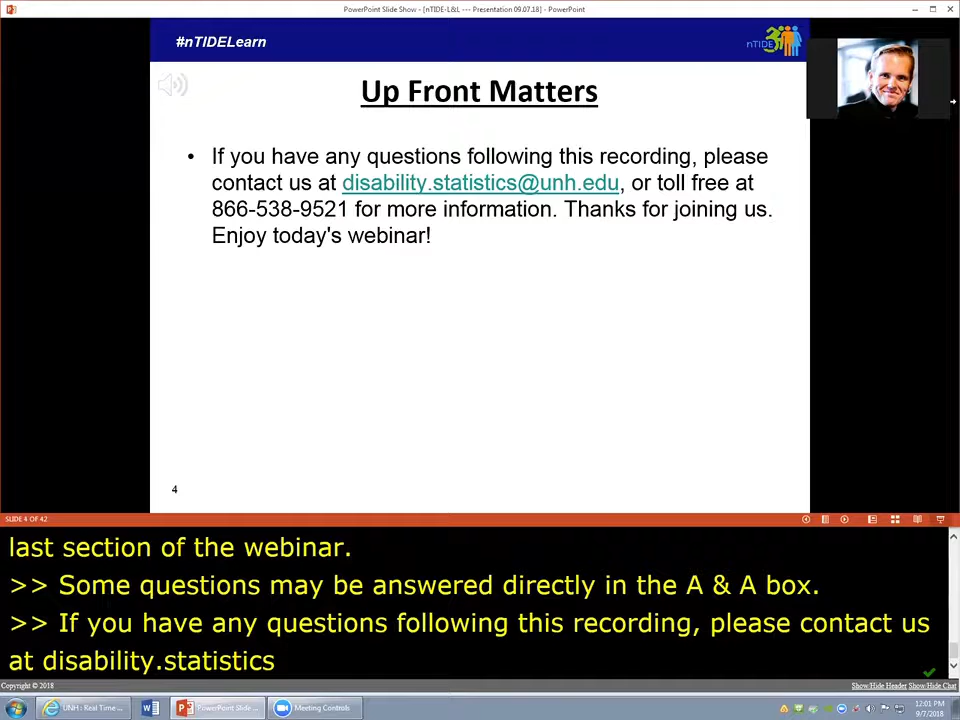 PowerPoint Slide Show - [nTIDE-L&L --- Presentation 09.07.18] - PowerPoint
#nTIDELearn
nTIDE
Up Front Matters
• If you have any questions following this recording, please
contact us at disability.statistics@unh.edu, or toll free at
866-538-9521 for more information. Thanks for joining us.
Enjoy today's webinar!
4
SLIDE 4 OF 42
last section of the webinar.
>> Some questions may be answered directly in the A & A box.
>> If you have any questions following this recording, please contact us
at disability.statistics
Copyright © 2018
Show/Hide Header Show/Hide Chat
UNH : Real Time ...
PowerPoint Slide ...
Meeting Controls
12:01 PM
9/7/2018